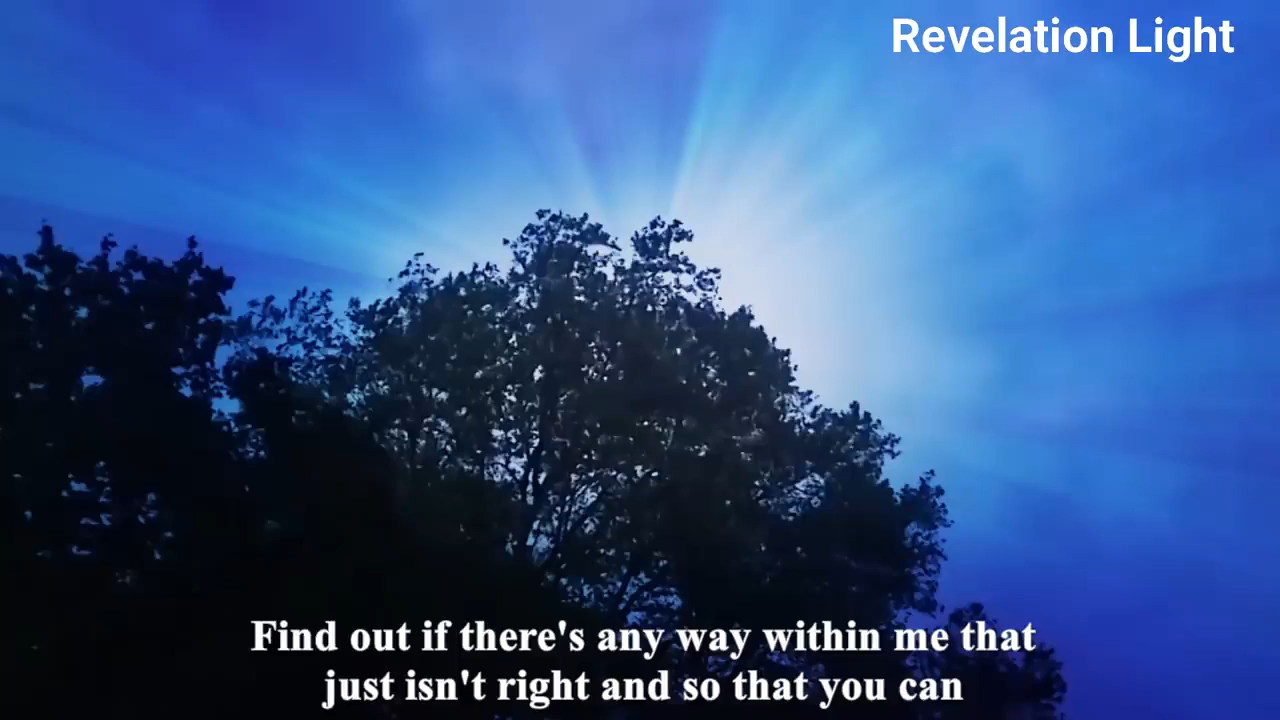 Revelation Light
Find out if there's any way within me that
just isn't right and so that you can